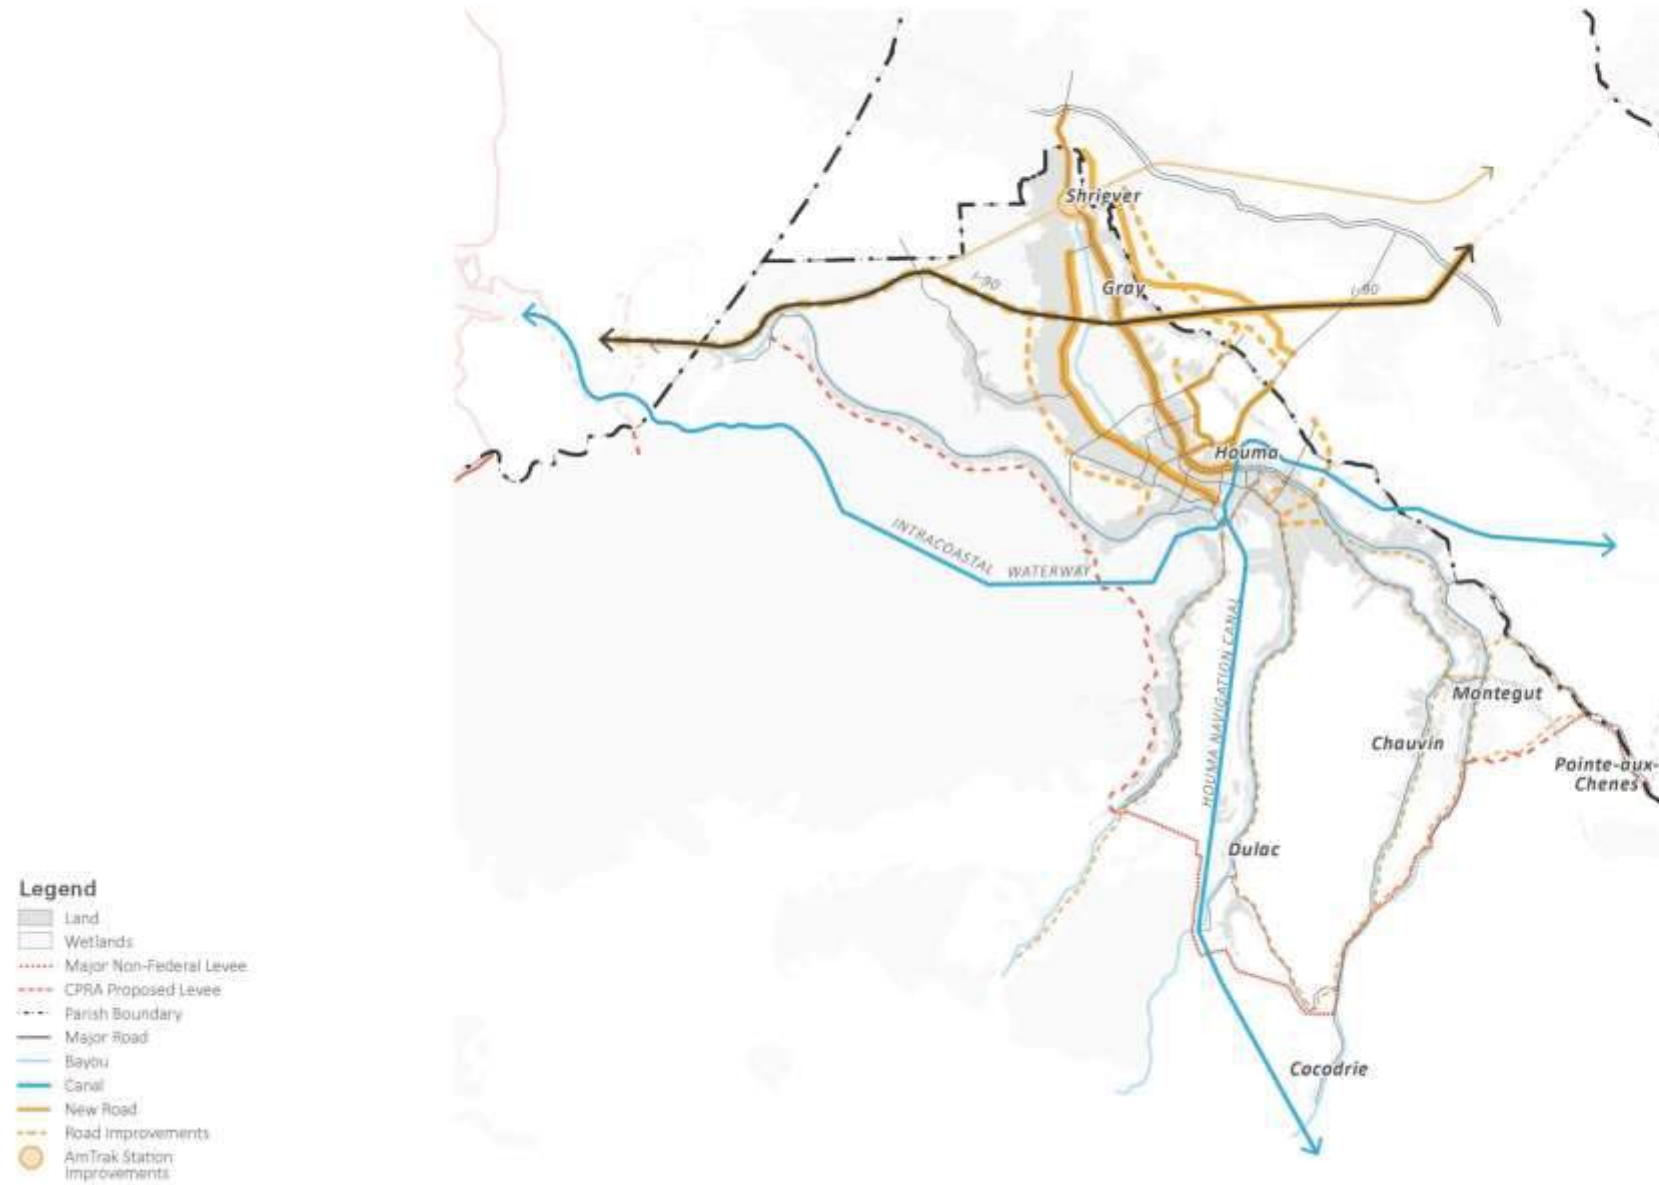 Shriever
I-90
Gray
I-90
Houma
INTRACOASTAL WATERWAY
HOUMA NAVIGATION CANAL
Montegut
Chauvin
Pointe-aux-
Chenes
Dulac
Cocodrie
Legend
Land
Wetlands
Major Non-Federal Levee
CPRA Proposed Levee
Parish Boundary
Major Road
Bayou
Canal
New Road
Road Improvements
AmTrak Station
Improvements